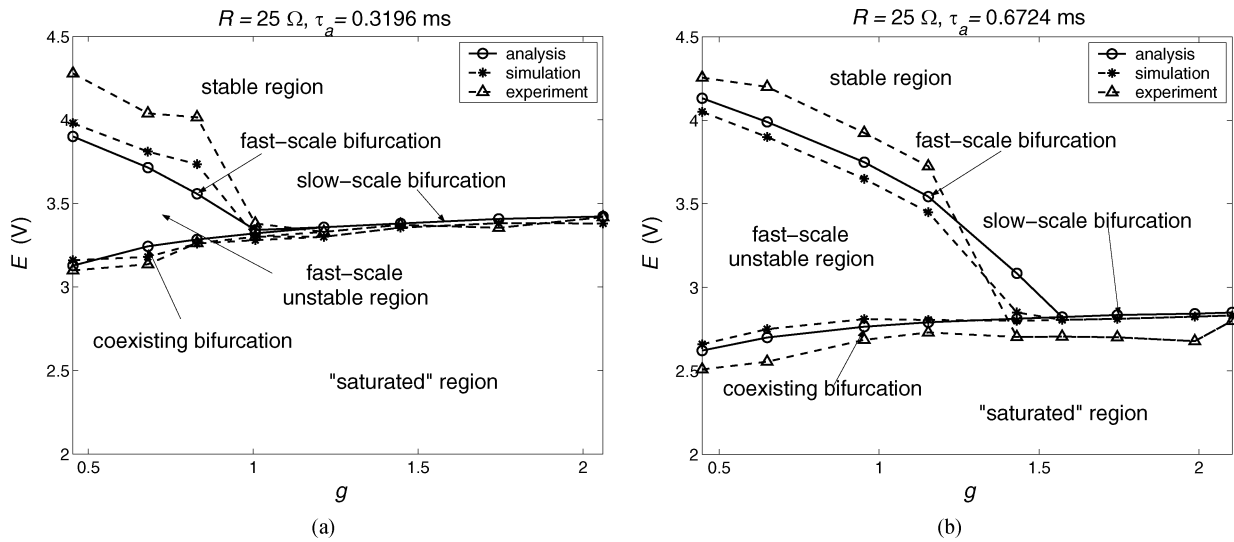 R = 25 Ω, τa = 0.3196 ms
4.5
4
3.5
3
2.5
2
E (V)
analysis
simulation
experiment
stable region
fast−scale bifurcation
slow−scale bifurcation
fast−scale
unstable region
coexisting bifurcation
"saturated" region
0.5
1
1.5
2
g
(a)
R = 25 Ω, τa = 0.6724 ms
4.5
4
3.5
3
2.5
2
E (V)
analysis
simulation
experiment
stable region
fast−scale bifurcation
slow−scale bifurcation
fast−scale
unstable region
coexisting bifurcation
"saturated" region
0.5
1
1.5
2
g
(b)